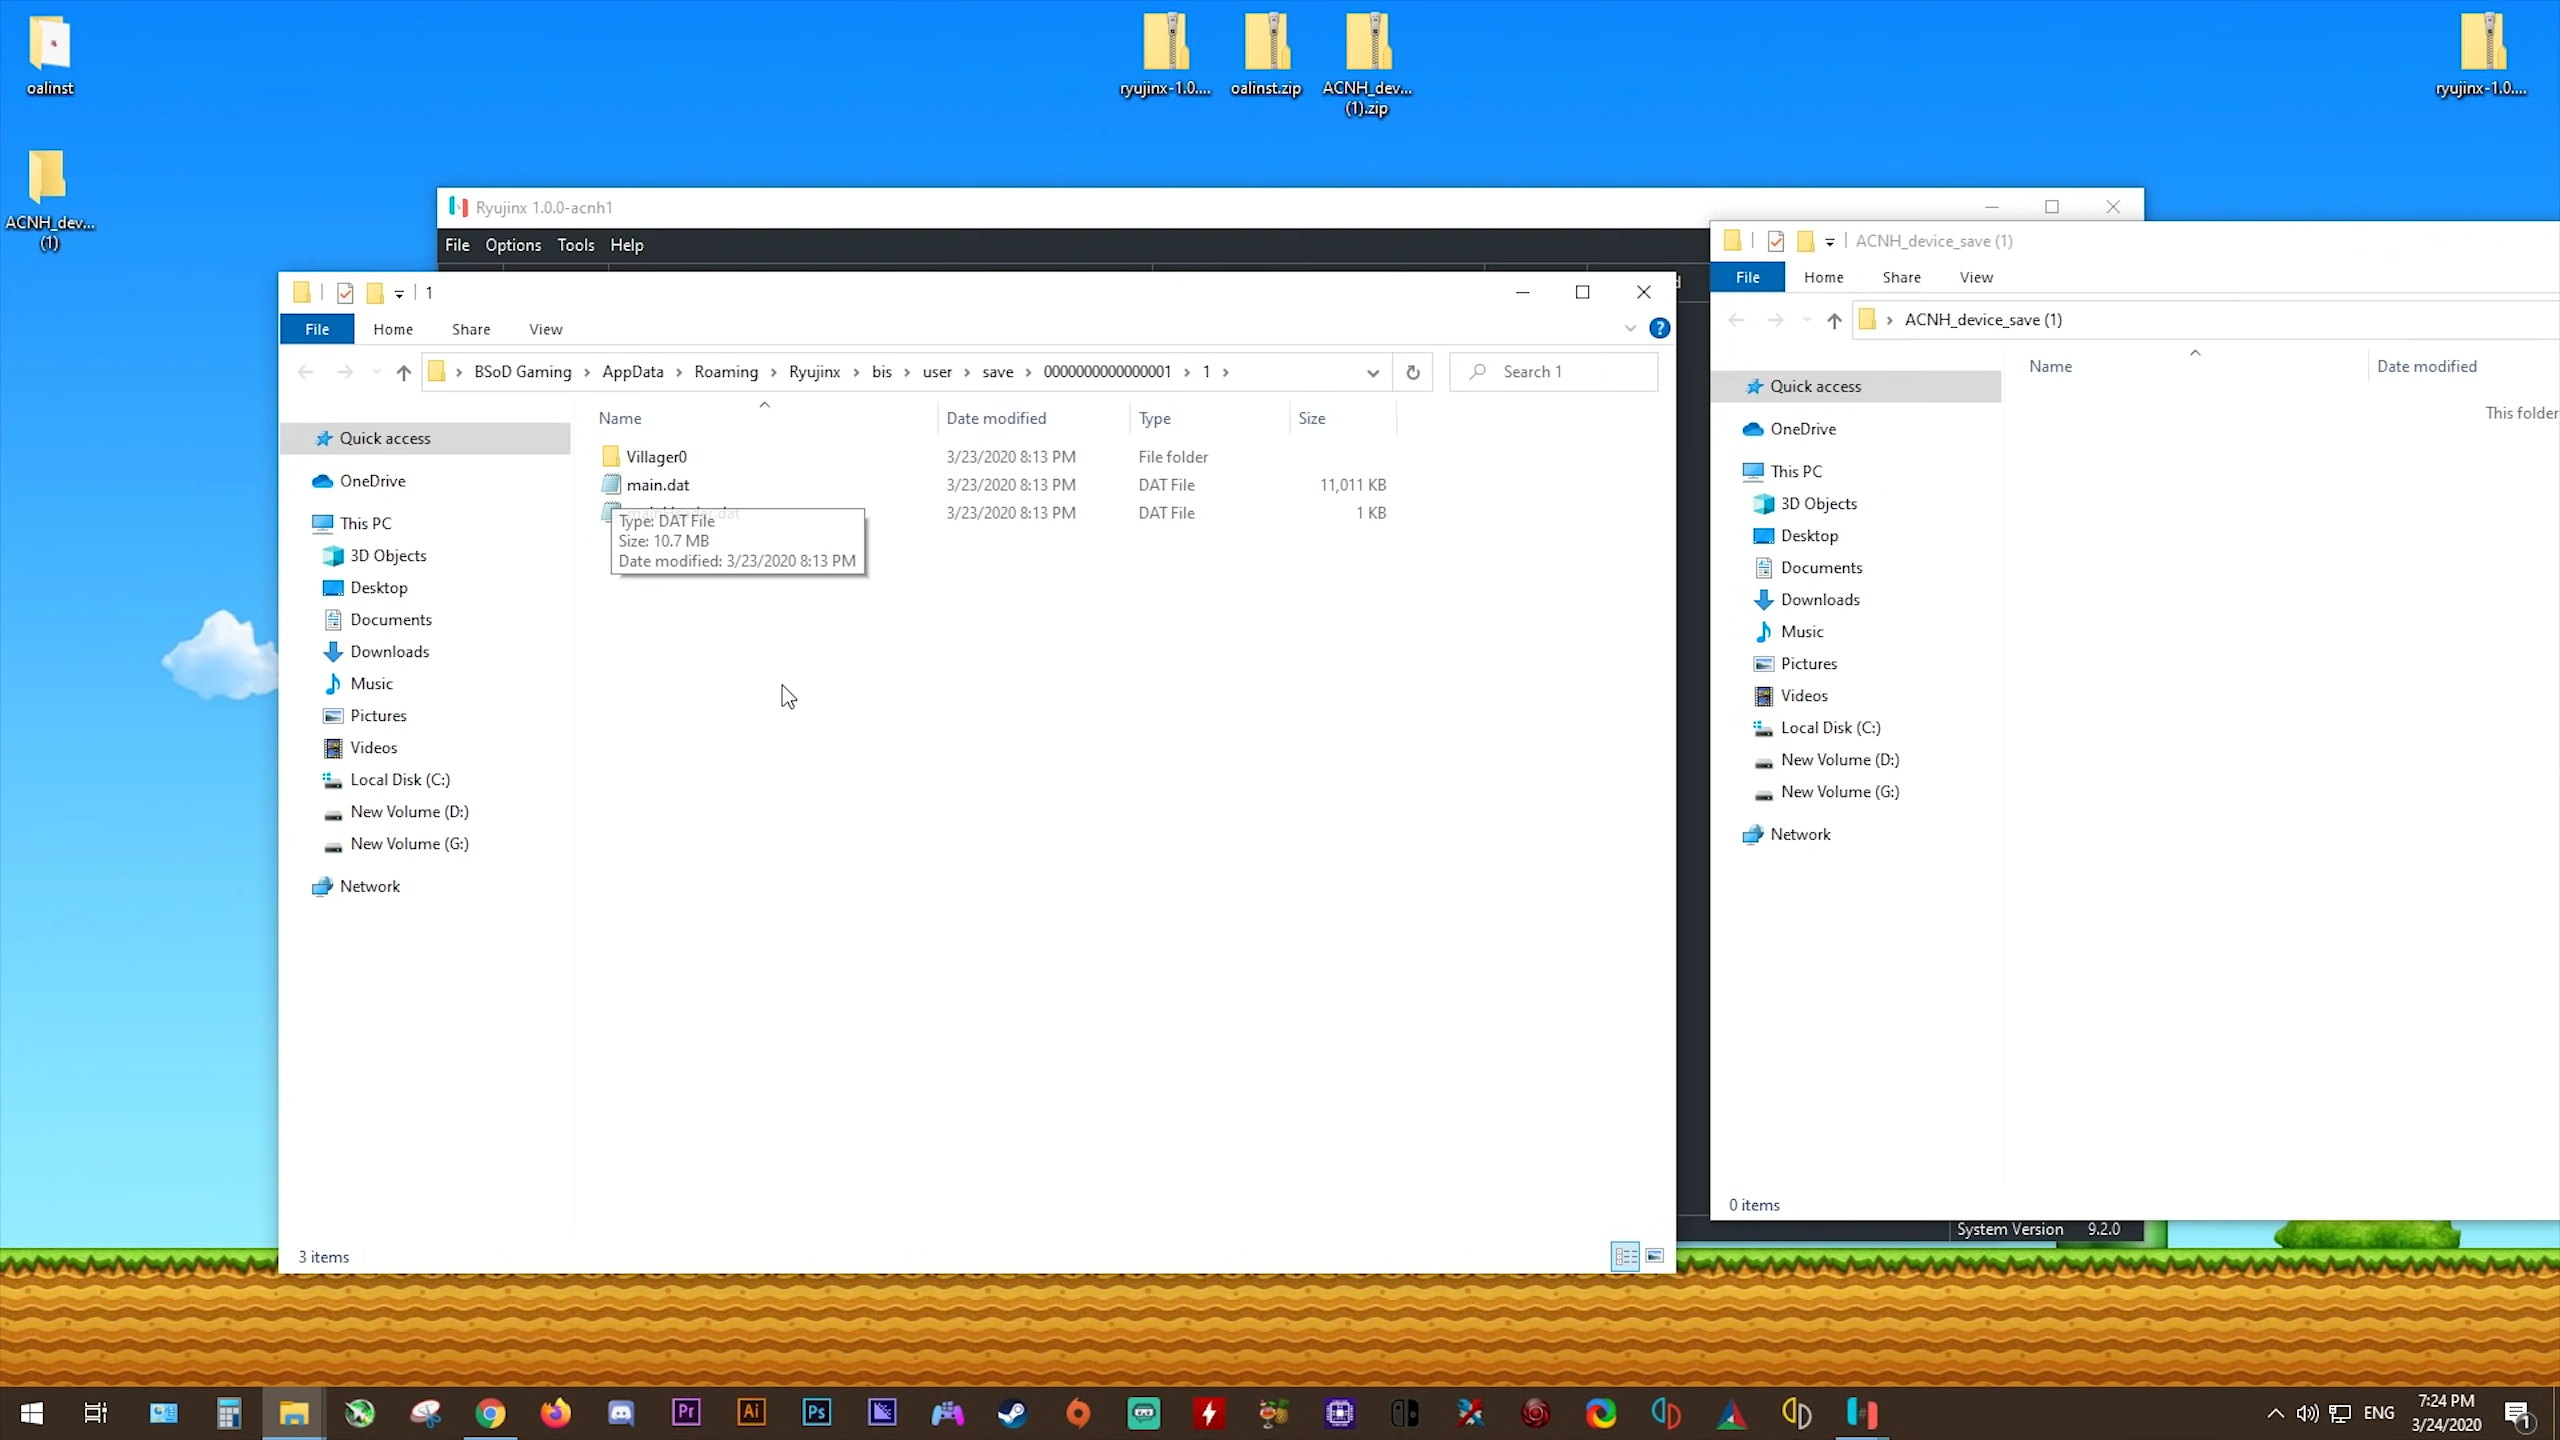 oalinst
ACNH_dev...
(1)
ryujinx-1.0....
oalinst.zip
ACNH_dev...
(1).zip
ryujinx-1.0....
Ryujinx 1.0.0-acnh1
File Options Tools Help
ACNH_device_save (1)
File Home Share View
ACNH_device_save (1)
Name Date modified
This folder
Quick access
OneDrive
This PC
3D Objects
Desktop
Documents
Downloads
Music
Pictures
Videos
Local Disk (C:)
New Volume (D:)
New Volume (G:)
Network
0 items
System Version 9.2.0
1
File Home Share View
BSoD Gaming AppData Roaming Ryujinx bis user save 0000000000000001 1
Search 1
Name Date modified Type Size
Villager0 3/23/2020 8:13 PM File folder
main.dat 3/23/2020 8:13 PM DAT File 11,011 KB
3/23/2020 8:13 PM DAT File 1 KB
Type: DAT File
Size: 10.7 MB
Date modified: 3/23/2020 8:13 PM
Quick access
OneDrive
This PC
3D Objects
Desktop
Documents
Downloads
Music
Pictures
Videos
Local Disk (C:)
New Volume (D:)
New Volume (G:)
Network
3 items
Pr Ai Ps
ENG
7:24 PM
3/24/2020
1